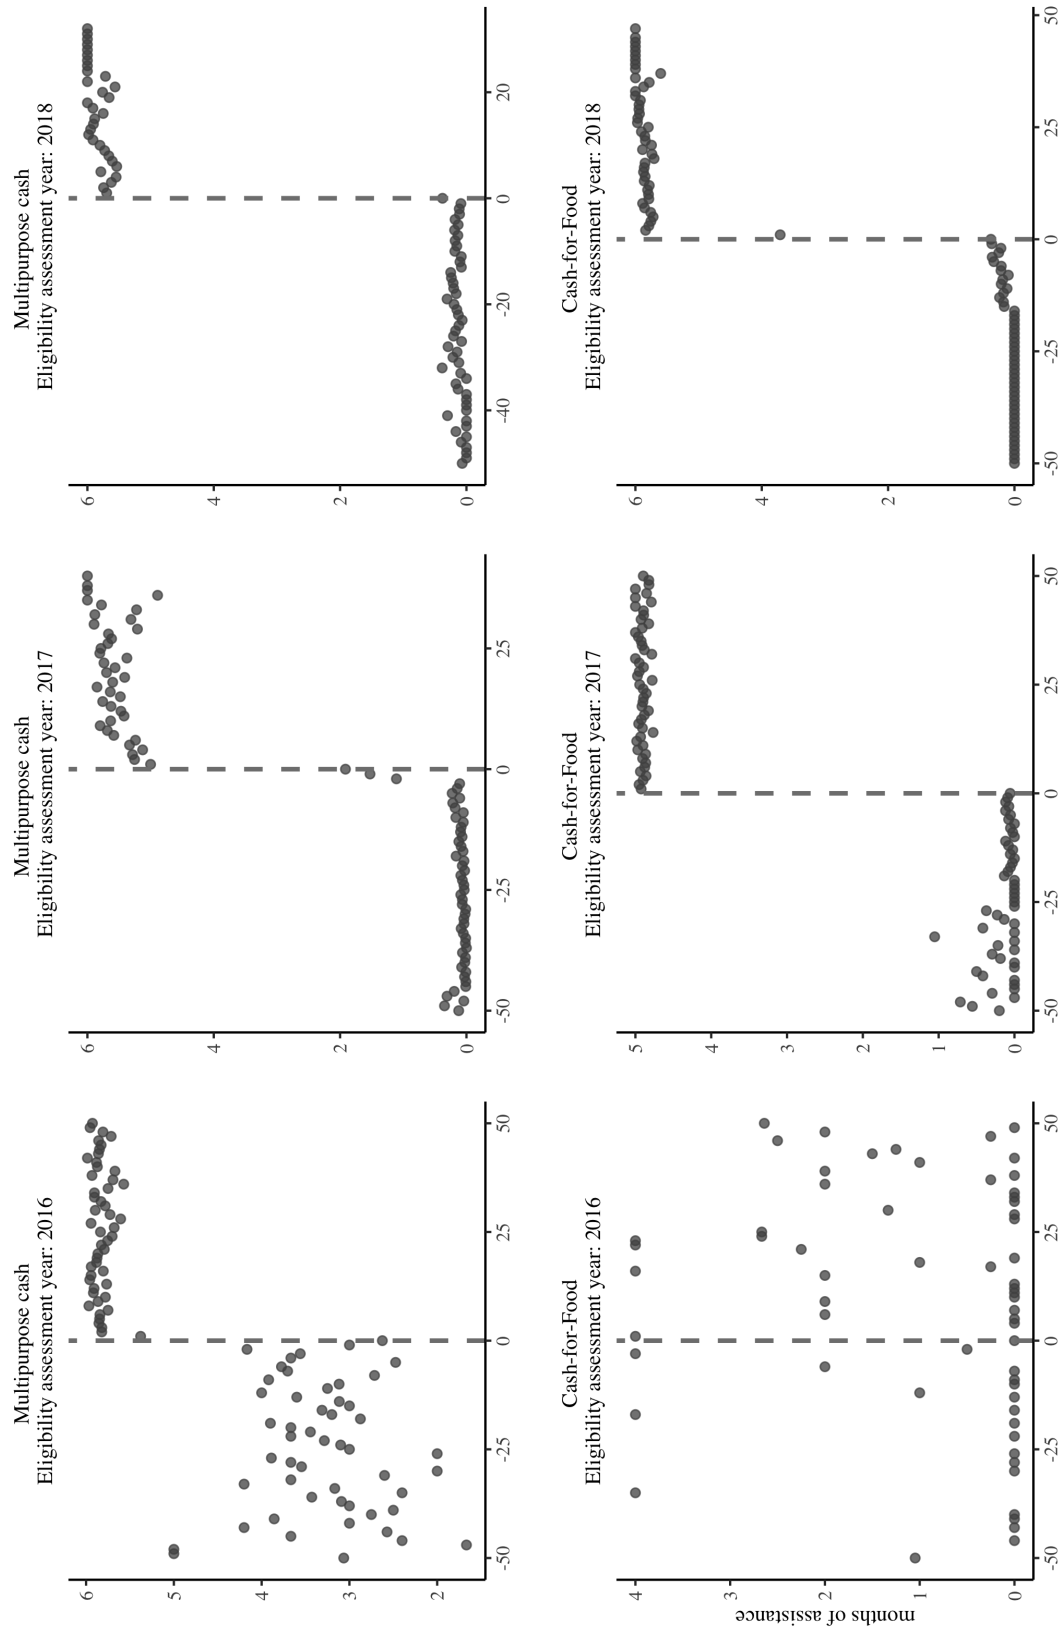 Multipurpose cash
Eligibility assessment year: 2016
6
5
4
3
2
-50 -25 0 25 50
Multipurpose cash
Eligibility assessment year: 2017
6
4
2
0
-50 -25 0 25
Multipurpose cash
Eligibility assessment year: 2018
6
4
2
0
-40 -20 0 20
months of assistance
Cash-for-Food
Eligibility assessment year: 2016
4
3
2
1
0
-50 -25 0 25 50
Cash-for-Food
Eligibility assessment year: 2017
5
4
3
2
1
0
-50 -25 0 25 50
Cash-for-Food
Eligibility assessment year: 2018
6
4
2
0
-50 -25 0 25 50